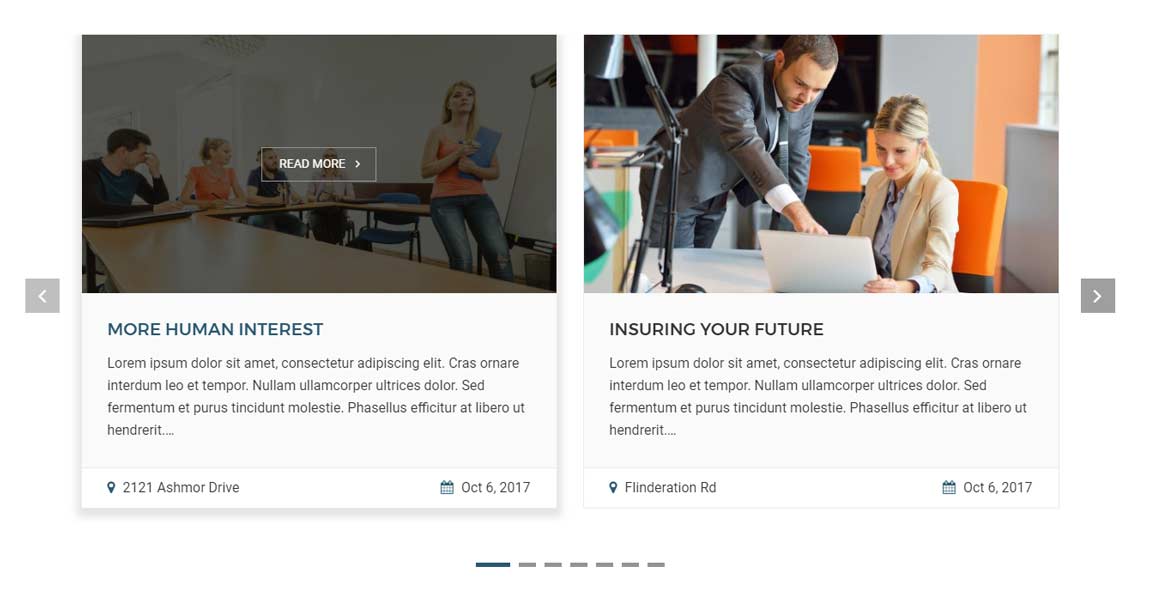 READ MORE
MORE HUMAN INTEREST
Lorem ipsum dolor sit amet, consectetur adipiscing elit. Cras ornare
interdum leo et tempor. Nullam ullamcorper ultrices dolor. Sed
fermentum et purus tincidunt molestie. Phasellus efficitur at libero ut
hendrerit.…
2121 Ashmor Drive
Oct 6, 2017
INSURING YOUR FUTURE
Lorem ipsum dolor sit amet, consectetur adipiscing elit. Cras ornare
interdum leo et tempor. Nullam ullamcorper ultrices dolor. Sed
fermentum et purus tincidunt molestie. Phasellus efficitur at libero ut
hendrerit.…
Flinderation Rd
Oct 6, 2017